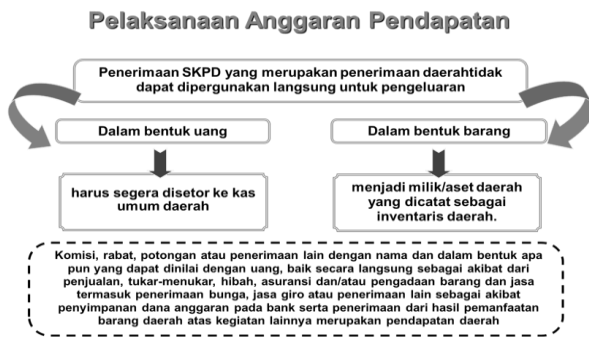 Pelaksanaan Anggaran Pendapatan
Penerimaan SKPD yang merupakan penerimaan daerahtidak
dapat dipergunakan langsung untuk pengeluaran
Dalam bentuk uang
Dalam bentuk barang
harus segera disetor ke kas
umum daerah
menjadi milik/aset daerah
yang dicatat sebagai
inventaris daerah.
Komisi, rabat, potongan atau penerimaan lain dengan nama dan dalam bentuk apa
pun yang dapat dinilai dengan uang, baik secara langsung sebagai akibat dari
penjualan, tukar-menukar, hibah, asuransi dan/atau pengadaan barang dan jasa
termasuk penerimaan bunga, jasa giro atau penerimaan lain sebagai akibat
penyimpanan dana anggaran pada bank serta penerimaan dari hasil pemanfaatan
barang daerah atas kegiatan lainnya merupakan pendapatan daerah